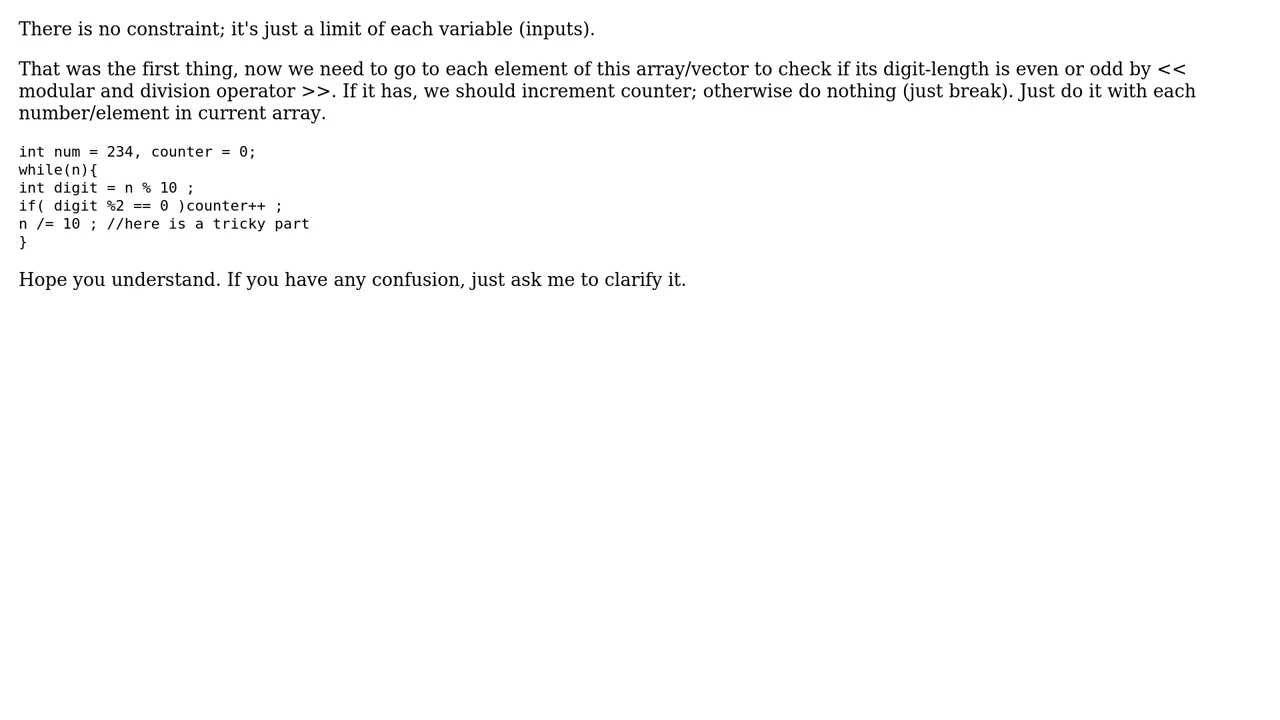 There is no constraint; it's just a limit of each variable (inputs).
That was the first thing, now we need to go to each element of this array/vector to check if its digit-length is even or odd by <<
modular and division operator >>. If it has, we should increment counter; otherwise do nothing (just break). Just do it with each
number/element in current array.
int num = 234, counter = 0;
while(n){
int digit = n % 10 ;
if( digit %2 == 0 )counter++ ;
n /= 10 ; //here is a tricky part
}
Hope you understand. If you have any confusion, just ask me to clarify it.